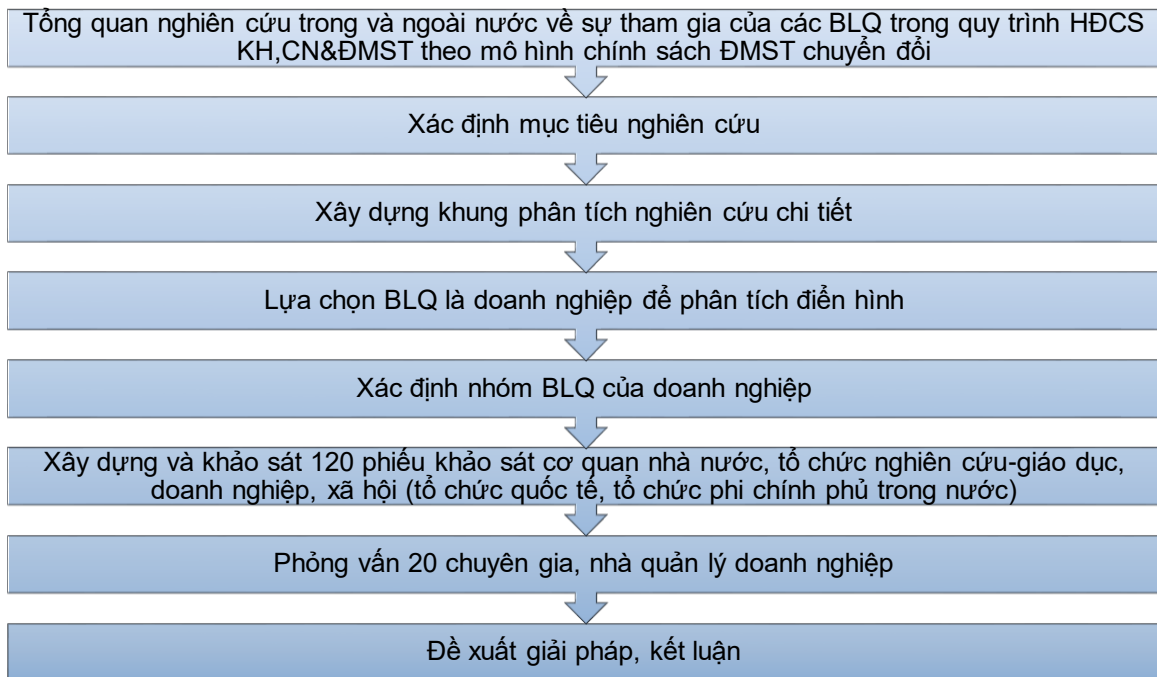 Tổng quan nghiên cứu trong và ngoài nước về sự tham gia của các BLQ trong quy trình HĐCS
KH,CN&ĐMST theo mô hình chính sách ĐMST chuyển đổi
Xác định mục tiêu nghiên cứu
Xây dựng khung phân tích nghiên cứu chi tiết
Lựa chọn BLQ là doanh nghiệp để phân tích điển hình
Xác định nhóm BLQ của doanh nghiệp
Xây dựng và khảo sát 120 phiếu khảo sát cơ quan nhà nước, tổ chức nghiên cứu-giáo dục,
doanh nghiệp, xã hội (tổ chức quốc tế, tổ chức phi chính phủ trong nước)
Phỏng vấn 20 chuyên gia, nhà quản lý doanh nghiệp
Đề xuất giải pháp, kết luận